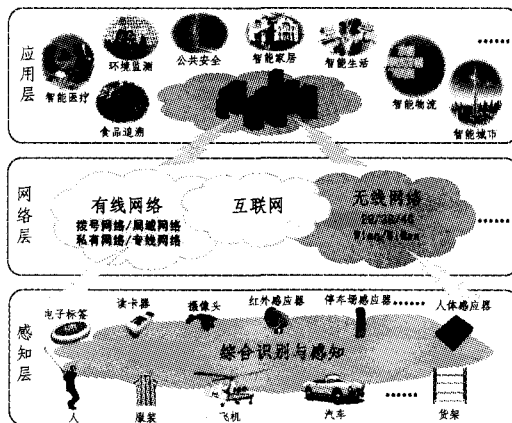 应用层
环境监测
公共安全
智能家居
智能生活
……
智能医疗
食品追溯
智能物流
智能城市
网络层
有线网络
拨号网络/局域网络
私有网络/专线网络
互联网
无线网络
2G/3G/4G
……
感知层
电子标签
读卡器
摄像头
红外感应器
停车场感应器
……
人体感应器
综合识别与感知
人
服装
飞机
汽车
……
货架